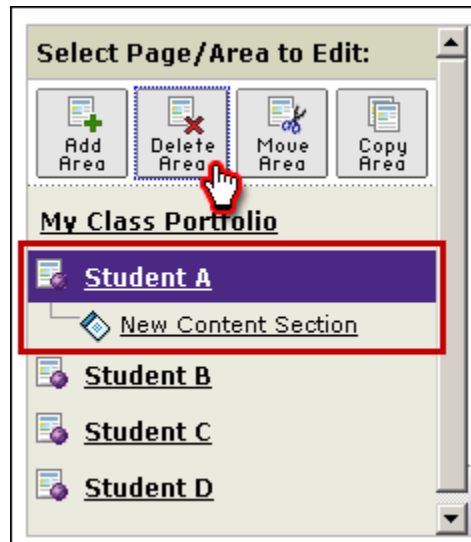 Select Page/Area to Edit:
Add Area
Delete Area
Move Area
Copy Area
My Class Portfolio
Student A
New Content Section
Student B
Student C
Student D